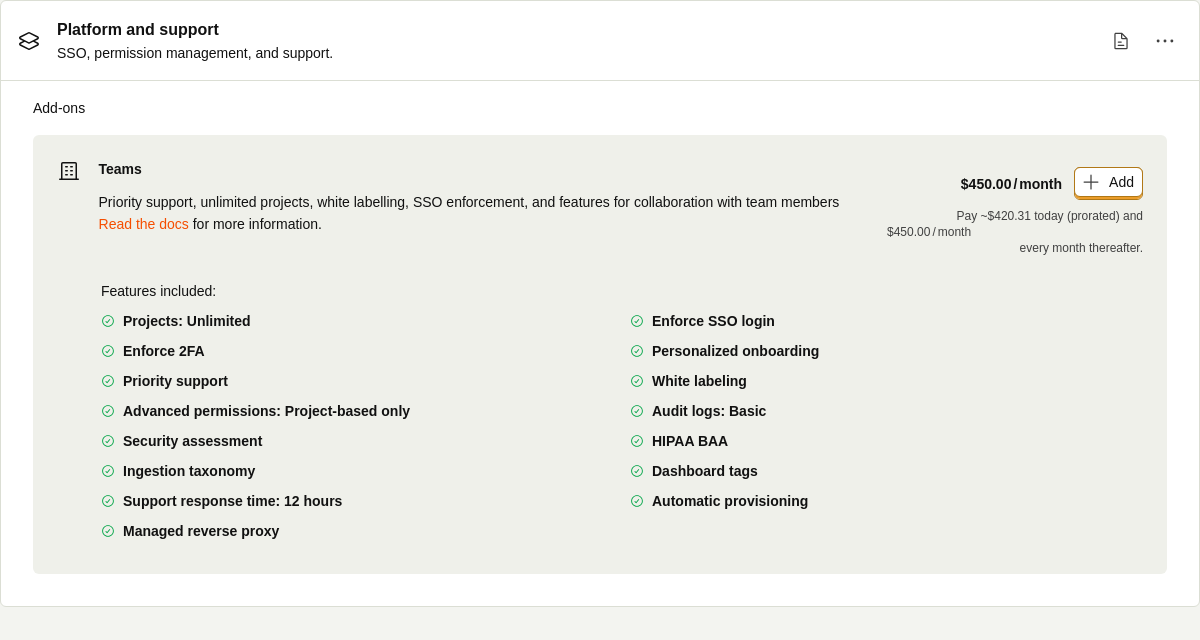 Platform and support
SSO, permission management, and support.
Add-ons
Teams
Priority support, unlimited projects, white labelling, SSO enforcement, and features for collaboration with team members
Read the docs for more information.
$450.00/month
Add
Pay ~$420.31 today (prorated) and
$450.00/month
every month thereafter.
Features included:
Projects: Unlimited
Enforce 2FA
Priority support
Advanced permissions: Project-based only
Security assessment
Ingestion taxonomy
Support response time: 12 hours
Managed reverse proxy
Enforce SSO login
Personalized onboarding
White labeling
Audit logs: Basic
HIPAA BAA
Dashboard tags
Automatic provisioning